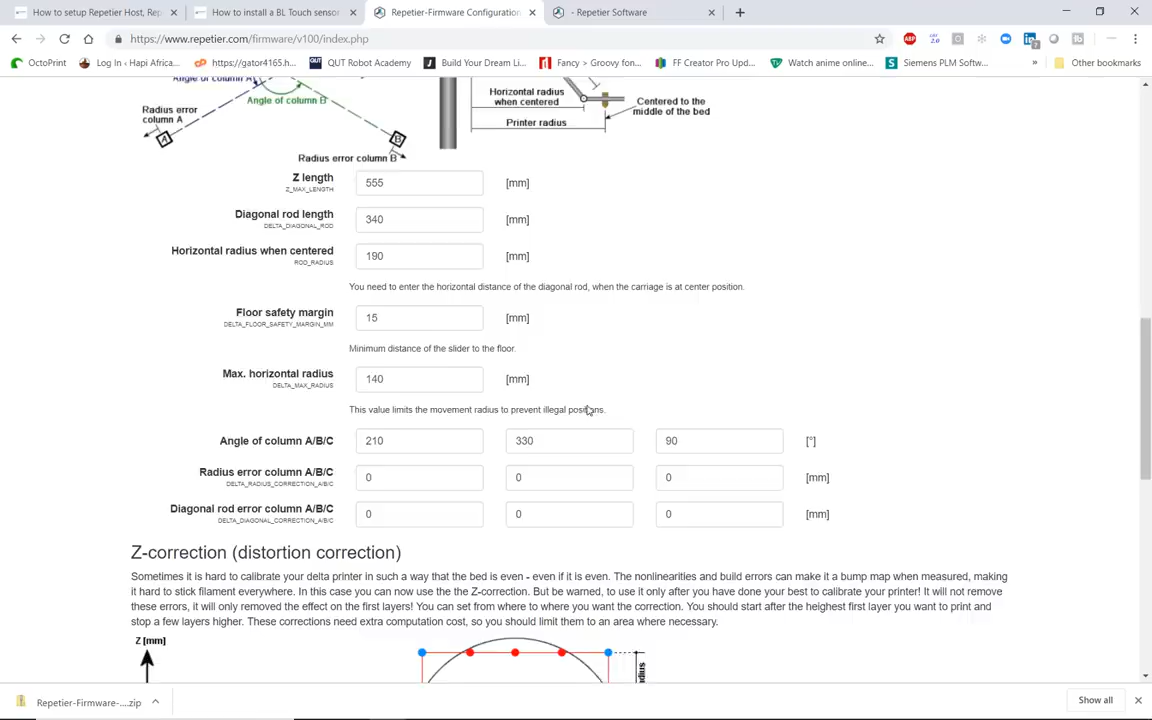 How to setup Repetier Host, Rep
How to install a BL Touch sensor
Repetier-Firmware Configuration
- Repetier Software
https://www.repetier.com/firmware/v100/index.php
ABP
2.0
OctoPrint
Log In ‹ Hapi Africa...
https://gator4165.h...
QUT
QUT Robot Academy
Build Your Dream Li...
Fancy > Groovy fon...
FF Creator Pro Upd...
Watch anime online...
Siemens PLM Softw...
»
Other bookmarks
Angle of column A
Angle of column B
Radius error
column A
A
B
Radius error column B
Horizontal radius
when centered
Printer radius
Centered to the
middle of the bed
Z length
Z_MAX_LENGTH
555
[mm]
Diagonal rod length
DELTA_DIAGONAL_ROD
340
[mm]
Horizontal radius when centered
ROD_RADIUS
190
[mm]
You need to enter the horizontal distance of the diagonal rod, when the carriage is at center position.
Floor safety margin
DELTA_FLOOR_SAFETY_MARGIN_MM
15
[mm]
Minimum distance of the slider to the floor.
Max. horizontal radius
DELTA_MAX_RADIUS
140
[mm]
This value limits the movement radius to prevent illegal positions.
Angle of column A/B/C
210
330
90
[°]
Radius error column A/B/C
DELTA_RADIUS_CORRECTION_A/B/C
0
0
0
[mm]
Diagonal rod error column A/B/C
DELTA_DIAGONAL_CORRECTION_A/B/C
0
0
0
[mm]
Z-correction (distortion correction)
Sometimes it is hard to calibrate your delta printer in such a way that the bed is even - even if it is even. The nonlinearities and build errors can make it a bump map when measured, making
it hard to stick filament everywhere. In this case you can now use the the Z-correction. But be warned, to use it only after you have done your best to calibrate your printer! It will not remove
these errors, it will only removed the effect on the first layers! You can set from where to where you want the correction. You should start after the heighest first layer you want to print and
stop a few layers higher. These corrections need extra computation cost, so you should limit them to an area where necessary.
Z [mm]
Repetier-Firmware-....zip
Show all